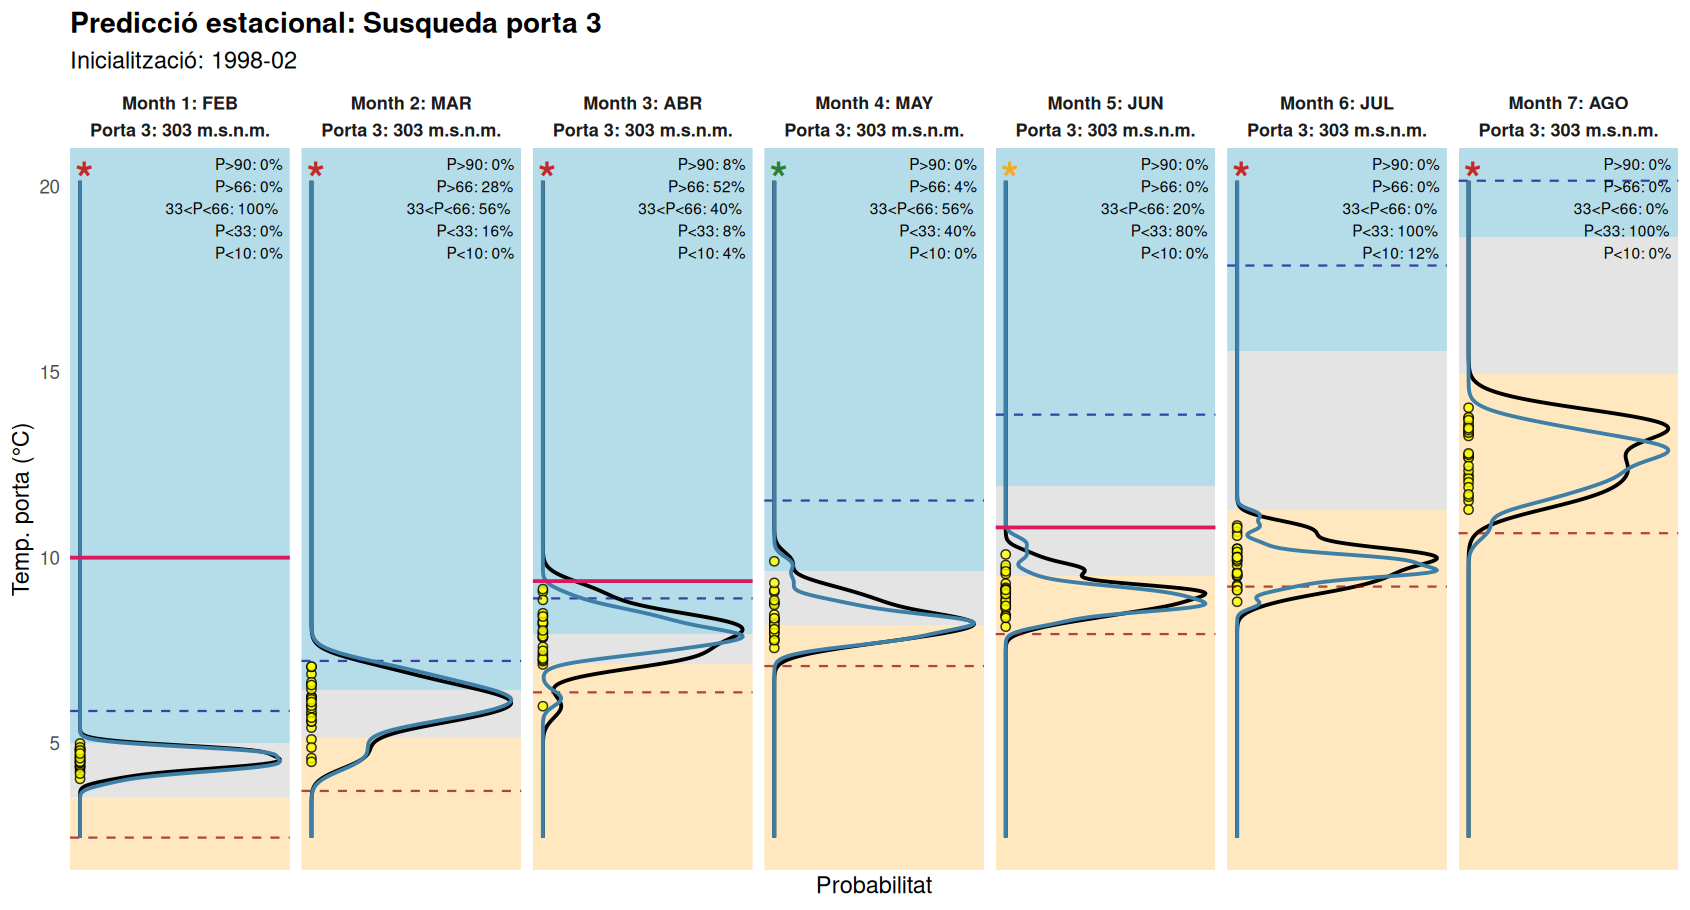 Predicció estacional: Susqueda porta 3
Inicialització: 1998-02
Month 1: FEB
Porta 3: 303 m.s.n.m.
Month 2: MAR
Porta 3: 303 m.s.n.m.
Month 3: ABR
Porta 3: 303 m.s.n.m.
Month 4: MAY
Porta 3: 303 m.s.n.m.
Month 5: JUN
Porta 3: 303 m.s.n.m.
Month 6: JUL
Porta 3: 303 m.s.n.m.
Month 7: AGO
Porta 3: 303 m.s.n.m.
*
P>90: 0%
P>66: 0%
33<P<66: 100%
P<33: 0%
P<10: 0%
*
P>90: 0%
P>66: 28%
33<P<66: 56%
P<33: 16%
P<10: 0%
*
P>90: 8%
P>66: 52%
33<P<66: 40%
P<33: 8%
P<10: 4%
*
P>90: 0%
P>66: 4%
33<P<66: 56%
P<33: 40%
P<10: 0%
*
P>90: 0%
P>66: 0%
33<P<66: 20%
P<33: 80%
P<10: 0%
*
P>90: 0%
P>66: 0%
33<P<66: 0%
P<33: 100%
P<10: 12%
*
P>90: 0%
P>66: 0%
33<P<66: 0%
P<33: 100%
P<10: 0%
20
15
10
5
Temp. porta (°C)
Probabilitat